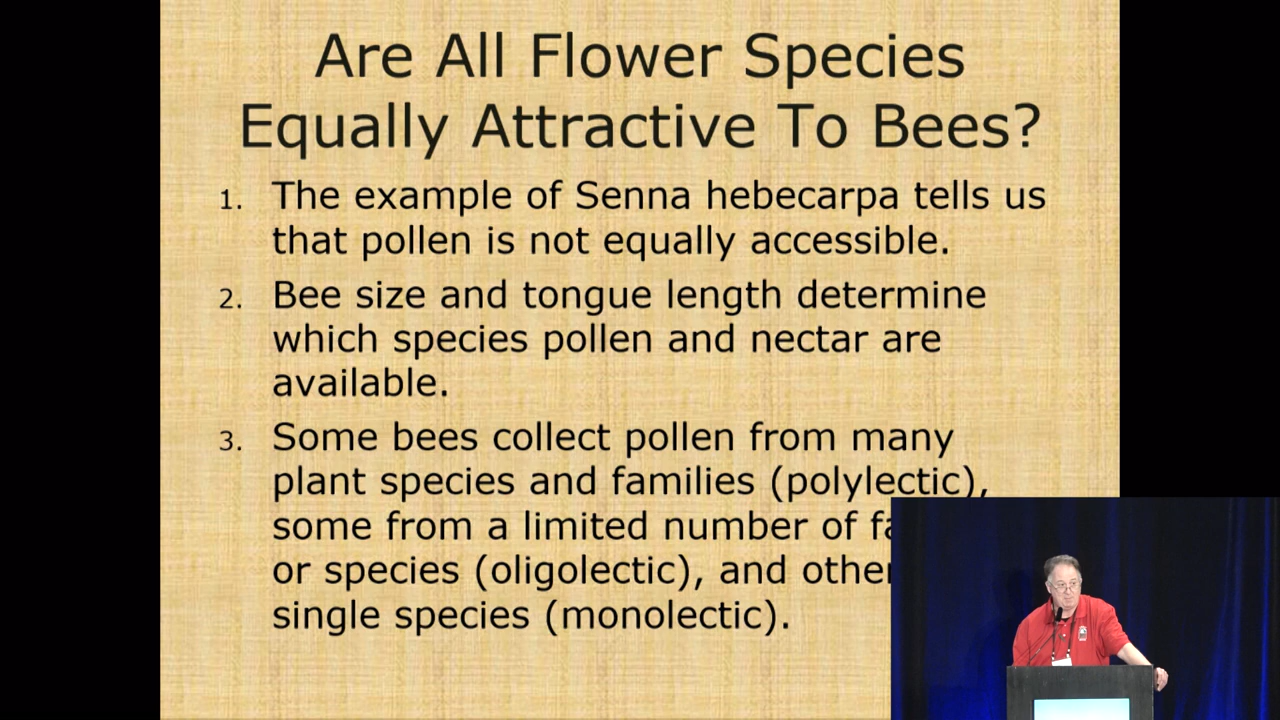 Are All Flower Species
Equally Attractive To Bees?
1. The example of Senna hebecarpa tells us
that pollen is not equally accessible.
2. Bee size and tongue length determine
which species pollen and nectar are
available.
3. Some bees collect pollen from many
plant species and families (polylectic),
some from a limited number of
or species (oligolectic), and
single species (monolectic).